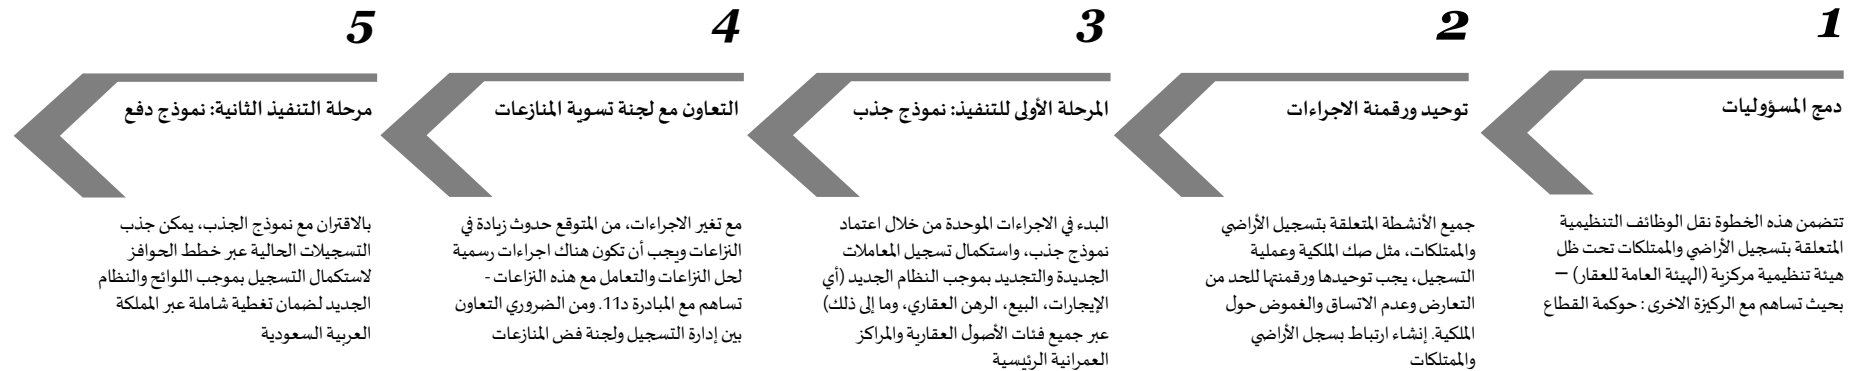 1
دمج المسؤوليات
تتضمن هذه الخطوة نقل الوظائف التنظيمية
المتعلقة بتسجيل الأراضي والممتلكات تحت ظل
هيئة تنظيمية مركزية (الهيئة العامة للعقار) –
بحيث تساهم مع الركيزة الاخرى : حوكمة القطاع
2
توحيد ورقمنة الاجراءات
جميع الأنشطة المتعلقة بتسجيل الأراضي
والممتلكات، مثل صك الملكية وعملية
التسجيل، يجب توحيدها ورقمنتها للحد من
التعارض وعدم الاتساق والغموض حول
الملكية. إنشاء ارتباط بسجل الأراضي
والممتلكات
3
المرحلة الأولى للتنفيذ: نموذج جذب
البدء في الاجراءات الموحدة من خلال اعتماد
نموذج جذب، واستكمال تسجيل المعاملات
الجديدة والتجديد بموجب النظام الجديد (أي
الإيجارات، البيع، الرهن العقاري، وما إلى ذلك)
عبر جميع فئات الأصول العقارية والمراكز
العمرانية الرئيسية
4
التعاون مع لجنة تسوية المنازعات
مع تغير الاجراءات، من المتوقع حدوث زيادة في
النزاعات ويجب أن تكون هناك اجراءات رسمية
لحل النزاعات والتعامل مع هذه النزاعات -
تساهم مع المبادرة د11. ومن الضروري التعاون
بين إدارة التسجيل ولجنة فض المنازعات
5
مرحلة التنفيذ الثانية: نموذج دفع
بالاقتران مع نموذج الجذب، يمكن جذب
التسجيلات الحالية عبر خطط الحوافز
لاستكمال التسجيل بموجب اللوائح والنظام
الجديد لضمان تغطية شاملة عبر المملكة
العربية السعودية